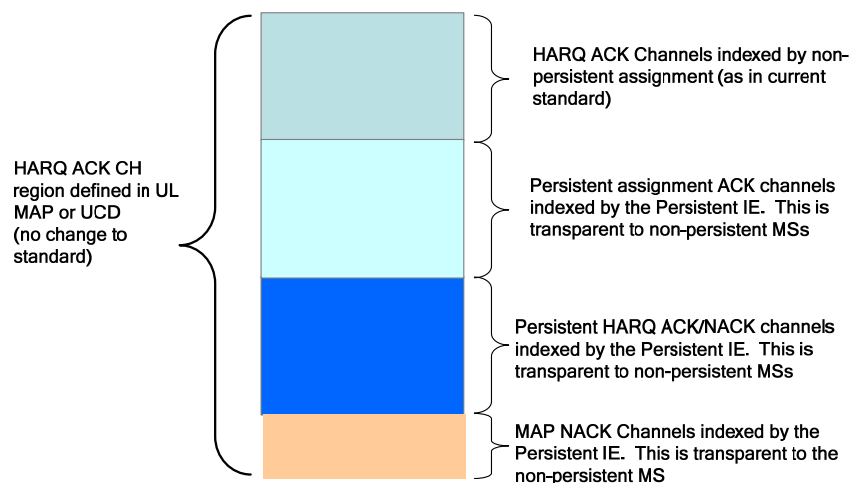 HARQ ACK Channels indexed by non-
persistent assignment (as in current
standard)
HARQ ACK CH
region defined in UL
MAP or UCD
(no change to
standard)
Persistent assignment ACK channels
indexed by the Persistent IE.  This is
transparent to non-persistent MSs
Persistent HARQ ACK/NACK channels
indexed by the Persistent IE.  This is
transparent to non-persistent MSs
MAP NACK Channels indexed by the
Persistent IE.  This is transparent to the
non-persistent MS